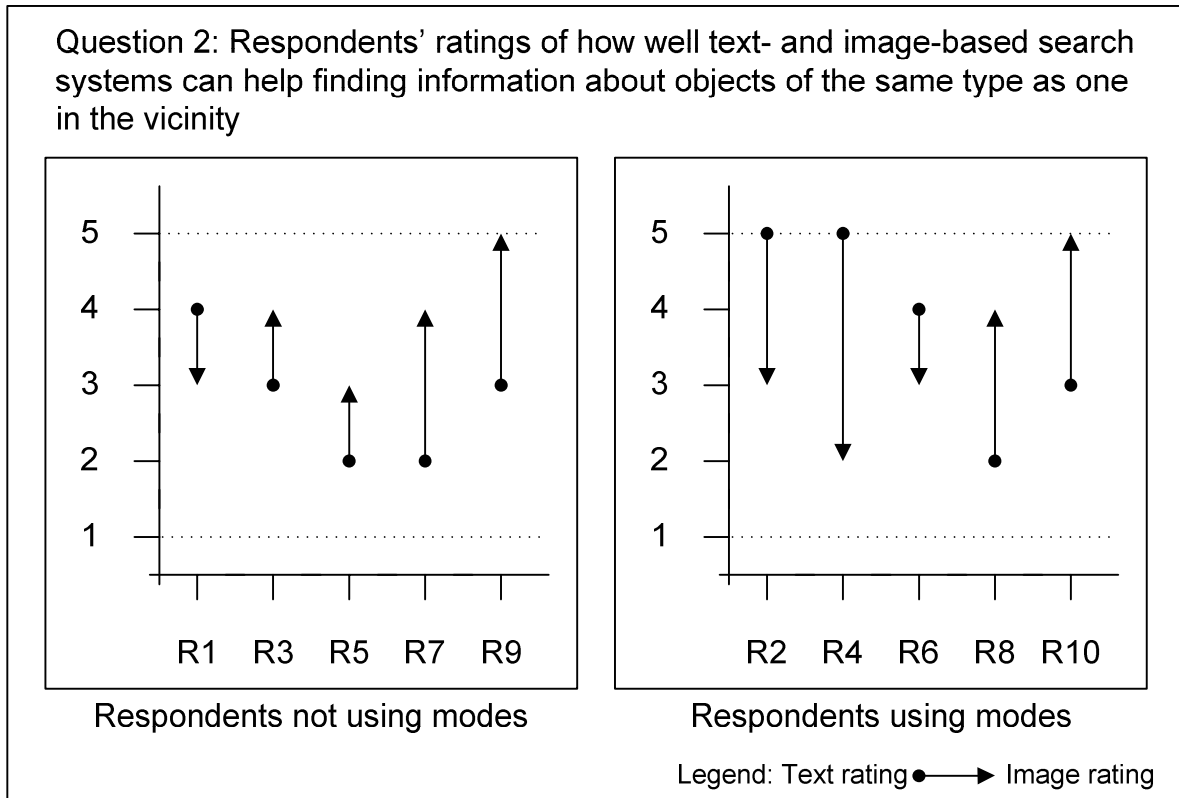 Question 2: Respondents’ ratings of how well text- and image-based search
systems can help finding information about objects of the same type as one
in the vicinity
5
4
3
2
1
R1 R3 R5 R7 R9
Respondents not using modes
5
4
3
2
1
R2 R4 R6 R8 R10
Respondents using modes
Legend: Text rating Image rating